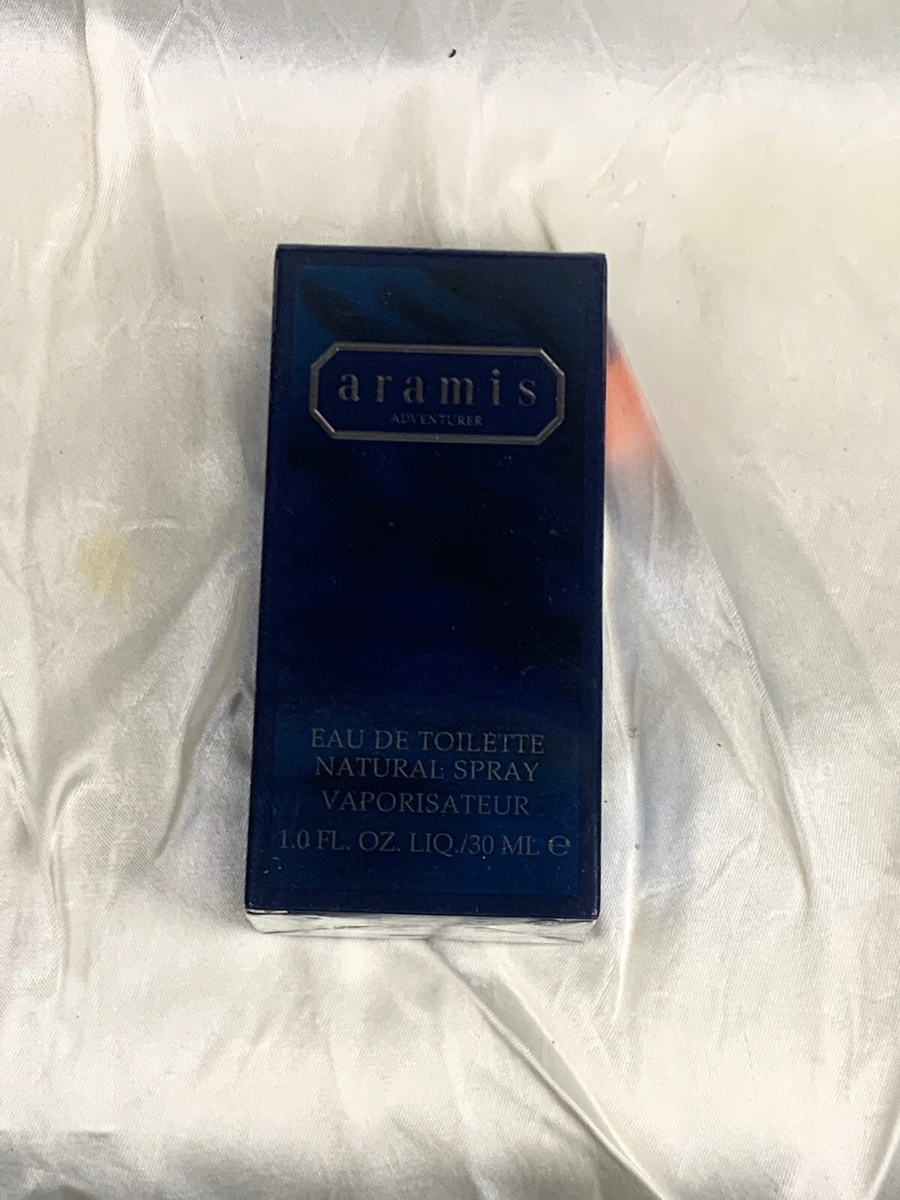 aramis
ADVENTURER
EAU DE TOILETTE
NATURAL SPRAY
VAPORISATEUR
1.0 FL. OZ. LIQ./30 ML ℮